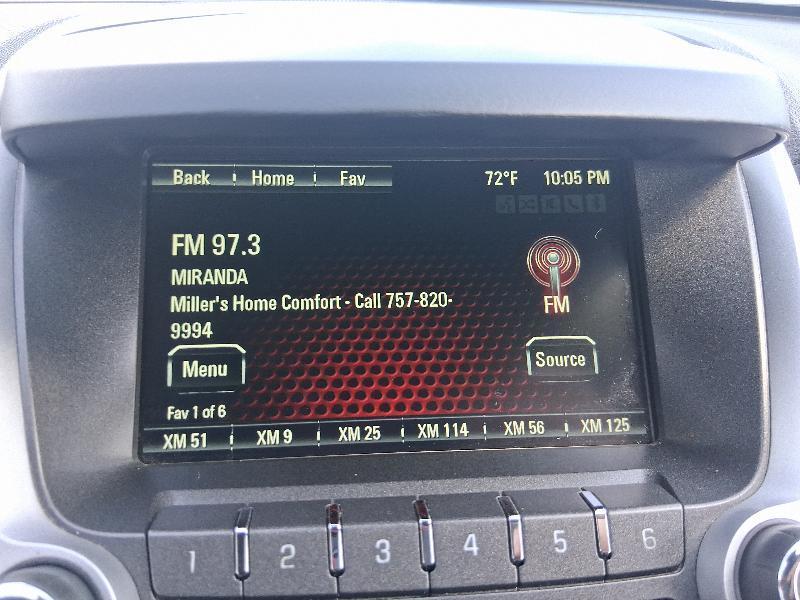 Back Home Fav 72°F 10:05 PM
FM 97.3
MIRANDA
Miller's Home Comfort - Call 757-820-
9994
FM
Menu Source
Fav 1 of 6
XM 51 XM 9 XM 25 XM 114 XM 56 XM 125
1 2 3 4 5 6